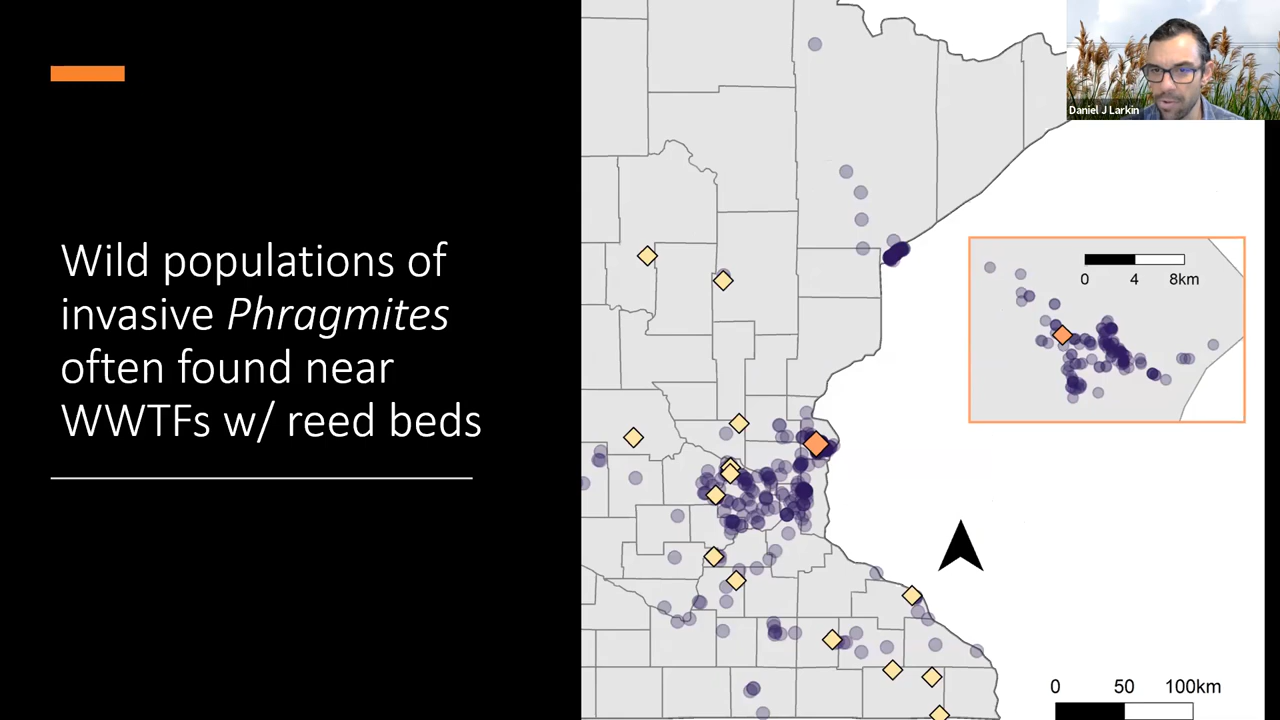 Wild populations of
invasive Phragmites
often found near
WWTFs w/ reed beds
Daniel J Larkin
0 4 8km
0 50 100km